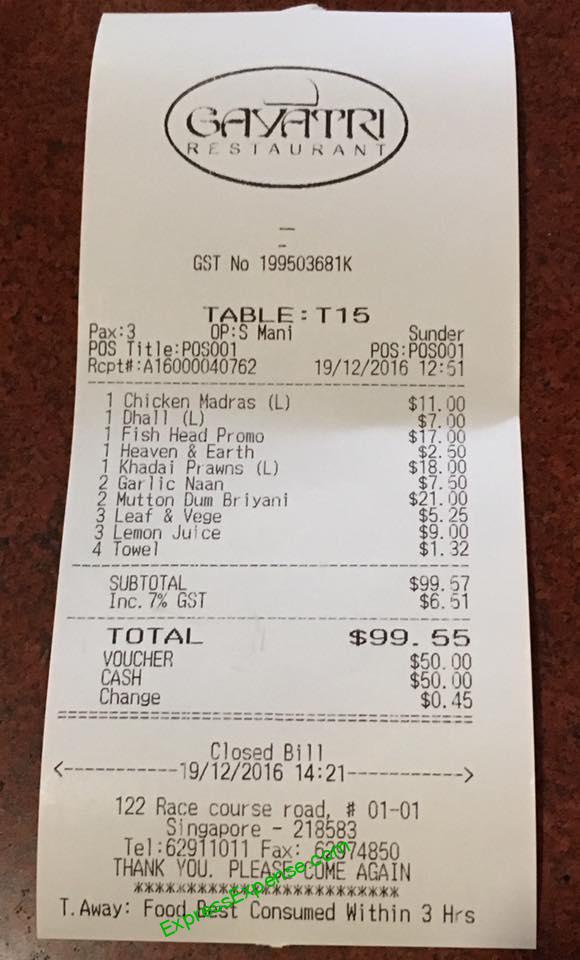 GAYATRI
RESTAURANT
GST No 199503681K
TABLE:T15
Pax:3 OP:S Mani Sunder
POS Title:POS001 POS:POS001
Rcpt#:A16000040762 19/12/2016 12:51
1 Chicken Madras (L) $11.00
1 Dhall (L) $7.00
1 Fish Head Promo $17.00
1 Heaven & Earth $2.50
1 Khadai Prawns (L) $18.00
2 Garlic Naan $7.50
2 Mutton Dum Briyani $21.00
3 Leaf & Vege $5.25
3 Lemon Juice $9.00
4 Towel $1.32
SUBTOTAL $99.57
Inc.7% GST $6.51
TOTAL $99.55
VOUCHER $50.00
CASH $50.00
Change $0.45
Closed Bill
<-----------19/12/2016 14:21----------->
122 Race course road, # 01-01
Singapore - 218583
Tel:62911011 Fax: 62974850
THANK YOU. PLEASE COME AGAIN
**************************
T.Away: Food Best Consumed Within 3 Hrs
ExpressExpense.com